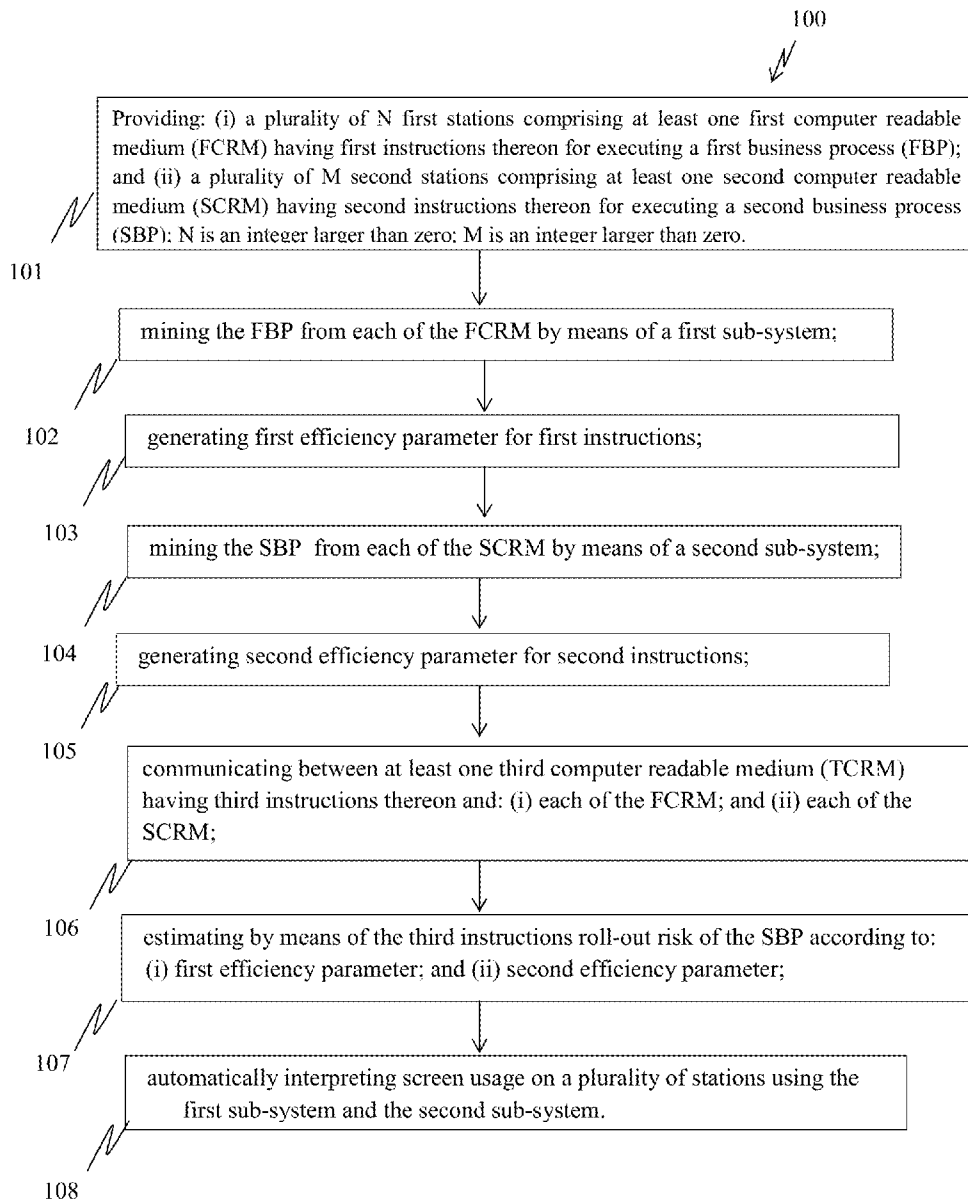 100
Providing: (i) a plurality of N first stations comprising at least one first computer readable
medium (FCRM) having first instructions thereon for executing a first business process (FBP);
and (ii) a plurality of M second stations comprising at least one second computer readable
medium (SCRM) having second instructions thereon for executing a second business process
(SBP); N is an integer larger than zero; M is an integer larger than zero.
101
mining the FBP from each of the FCRM by means of a first sub-system;
102
generating first efficiency parameter for first instructions;
103
mining the SBP from each of the SCRM by means of a second sub-system;
104
generating second efficiency parameter for second instructions;
105
communicating between at least one third computer readable medium (TCRM)
having third instructions thereon and: (i) each of the FCRM; and (ii) each of the
SCRM;
106
estimating by means of the third instructions roll-out risk of the SBP according to:
(i) first efficiency parameter; and (ii) second efficiency parameter;
107
automatically interpreting screen usage on a plurality of stations using the
first sub-system and the second sub-system.
108